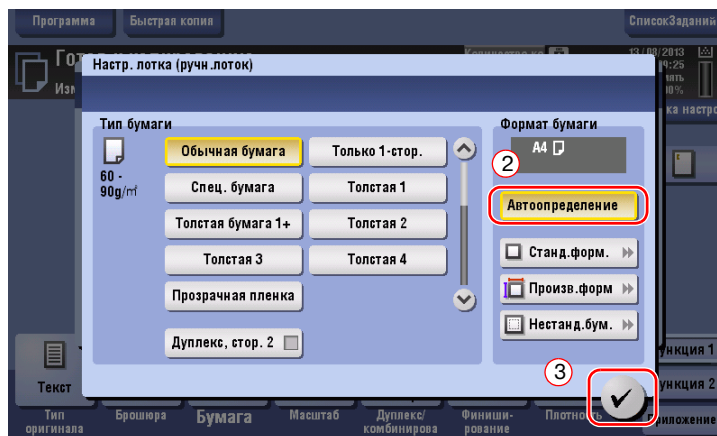 Программа
Быстрая копия
СписокЗаданий
13/08/2013
9:25
Настр. лотка (ручн.лоток)
Тип бумаги
Формат бумаги
60 -
90g/㎡
Обычная бумага
Только 1-стор.
Спец. бумага
Толстая 1
Толстая бумага 1+
Толстая 2
Толстая 3
Толстая 4
Прозрачная пленка
Дуплекс, стор. 2
2
A4
Автоопределение
Станд.форм.
Произв.форм
Нестанд.бум.
3
Текст
Тип
оригинала
Брошюра
Бумага
Масштаб
Дуплекс/
комбинирова
Финиши-
рование
Плотность
ункция 1
ункция 2
риложение